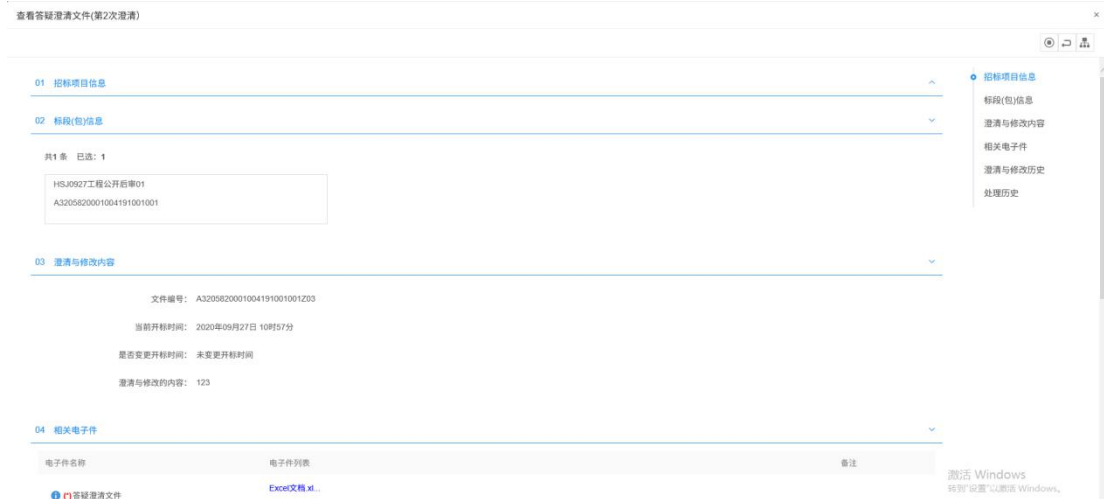 查看答疑澄清文件(第2次澄清)
×
01 招标项目信息
02 标段(包)信息
共1 条 已选：1
HSJ0927工程公开后审01
A3205820001004191001001
03 澄清与修改内容
文件编号： A3205820001004191001001Z03
当前开标时间： 2020年09月27日 10时57分
是否变更开标时间： 未变更开标时间
澄清与修改的内容： 123
04 相关电子件
电子件名称 电子件列表 备注
(*)答疑澄清文件 Excel文档.xl...
招标项目信息
标段(包)信息
澄清与修改内容
相关电子件
澄清与修改历史
处理历史
激活 Windows
转到"设置"以激活 Windows。